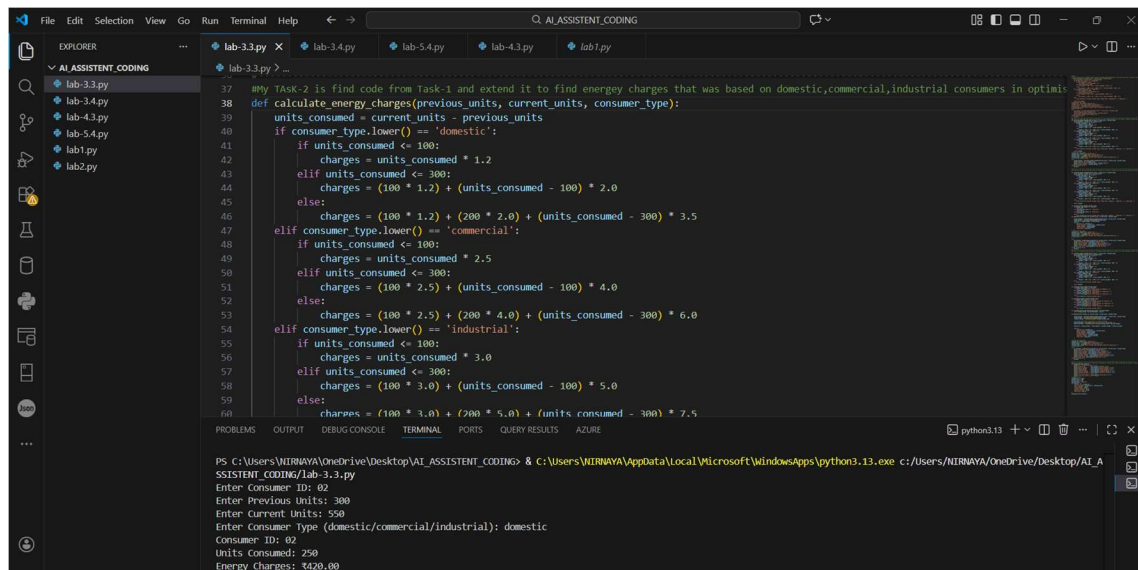 File Edit Selection View Go Run Terminal Help
AI_ASSISTENT_CODING
EXPLORER
AI_ASSISTENT_CODING
lab-3.3.py
lab-3.4.py
lab-4.3.py
lab-5.4.py
lab1.py
lab2.py
Json
lab-3.3.py lab-3.4.py lab-5.4.py lab-4.3.py lab1.py
lab-3.3.py > ...
37 #My TAsK-2 is find code from Task-1 and extend it to find energey charges that was based on domestic,commercial,industrial consumers in optimis
38 def calculate_energy_charges(previous_units, current_units, consumer_type):
39 units_consumed = current_units - previous_units
40 if consumer_type.lower() == 'domestic':
41 if units_consumed <= 100:
42 charges = units_consumed * 1.2
43 elif units_consumed <= 300:
44 charges = (100 * 1.2) + (units_consumed - 100) * 2.0
45 else:
46 charges = (100 * 1.2) + (200 * 2.0) + (units_consumed - 300) * 3.5
47 elif consumer_type.lower() == 'commercial':
48 if units_consumed <= 100:
49 charges = units_consumed * 2.5
50 elif units_consumed <= 300:
51 charges = (100 * 2.5) + (units_consumed - 100) * 4.0
52 else:
53 charges = (100 * 2.5) + (200 * 4.0) + (units_consumed - 300) * 6.0
54 elif consumer_type.lower() == 'industrial':
55 if units_consumed <= 100:
56 charges = units_consumed * 3.0
57 elif units_consumed <= 300:
58 charges = (100 * 3.0) + (units_consumed - 100) * 5.0
59 else:
60 charges = (100 * 3.0) + (200 * 5.0) + (units_consumed - 300) * 7.5
PROBLEMS OUTPUT DEBUG CONSOLE TERMINAL PORTS QUERY RESULTS AZURE
python3.13
PS C:\Users\NIRNAYA\OneDrive\Desktop\AI_ASSISTENT_CODING> & C:\Users\NIRNAYA\AppData\Local\Microsoft\WindowsApps\python3.13.exe c:/Users/NIRNAYA/OneDrive/Desktop/AI_A
SSISTENT_CODING/lab-3.3.py
Enter Consumer ID: 02
Enter Previous Units: 300
Enter Current Units: 550
Enter Consumer Type (domestic/commercial/industrial): domestic
Consumer ID: 02
Units Consumed: 250
Energy Charges: ₹420.00